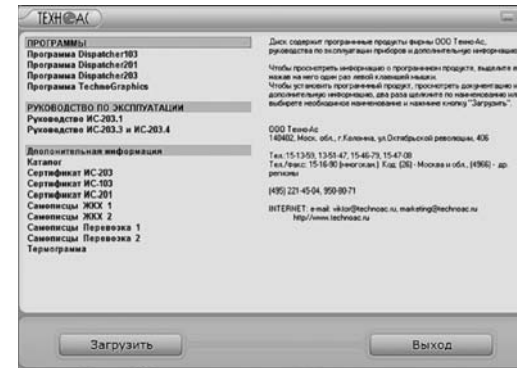 ТЕХНО-АС
ПРОГРАММЫ
Программа Dispatcher103
Программа Dispatcher201
Программа Dispatcher203
Программа TechnoGraphics
РУКОВОДСТВО ПО ЭКСПЛУАТАЦИИ
Руководство ИС-203.1
Руководство ИС-203.3 и ИС-203.4
Дополнительная информация
Каталог
Сертификат ИС-203
Сертификат ИС-103
Сертификат ИС-201
Самописцы ЖКХ 1
Самописцы ЖКХ 2
Самописцы Перевозка 1
Самописцы Перевозка 2
Термограмма
Диск содержит программные продукты фирмы ООО Техно-Ас,
руководства по эксплуатации приборов и дополнительную информацию.
Чтобы просмотреть информацию о программном продукте, выделите е
нажав на него один раз левой клавишей мышки.
Чтобы установить программный продукт, просмотреть документацию и
дополнительную информацию, два раза щелкните по наименованию или
выберите необходимое наименование и нажмите кнопку "Загрузить".
ООО Техно-Ас
140402, Моск. обл., г.Коломна, ул.Октябрьской революции, 406
Тел.:15-13-59, 13-51-47, 15-46-79, 15-47-08
Тел./факс: 15-16-90 (многокан.) Код: (26) - Москва и обл., (4966) - др.
регионы
(495) 221-45-04, 950-80-71
INTERNET: e-mail: viktor@technoac.ru, marketing@technoac.ru
http//www.technoac.ru
Загрузить
Выход